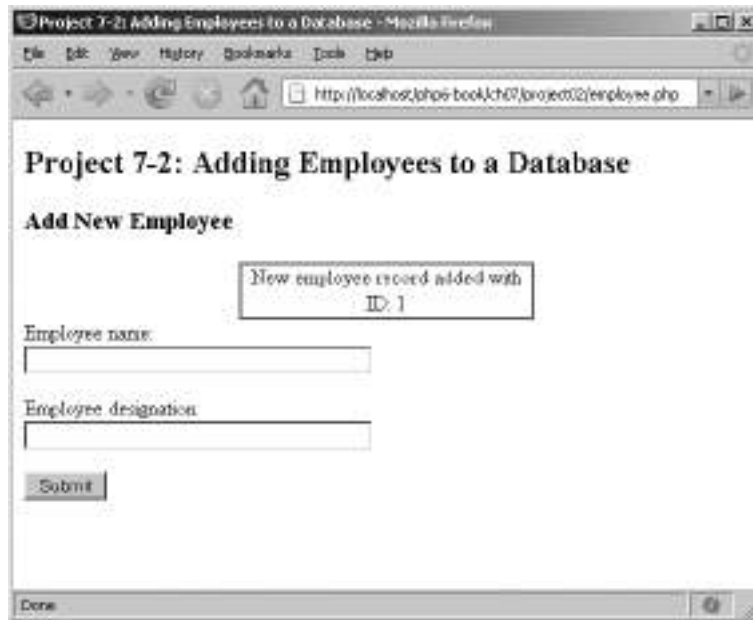 Project 7-2: Adding Employees to a Database - Mozilla Firefox
File Edit View History Bookmarks Tools Help
http://localhost/php6-book/ch07/project02/employee.php
Project 7-2: Adding Employees to a Database
Add New Employee
New employee record added with
ID: 1
Employee name:
Employee designation:
Submit
Done